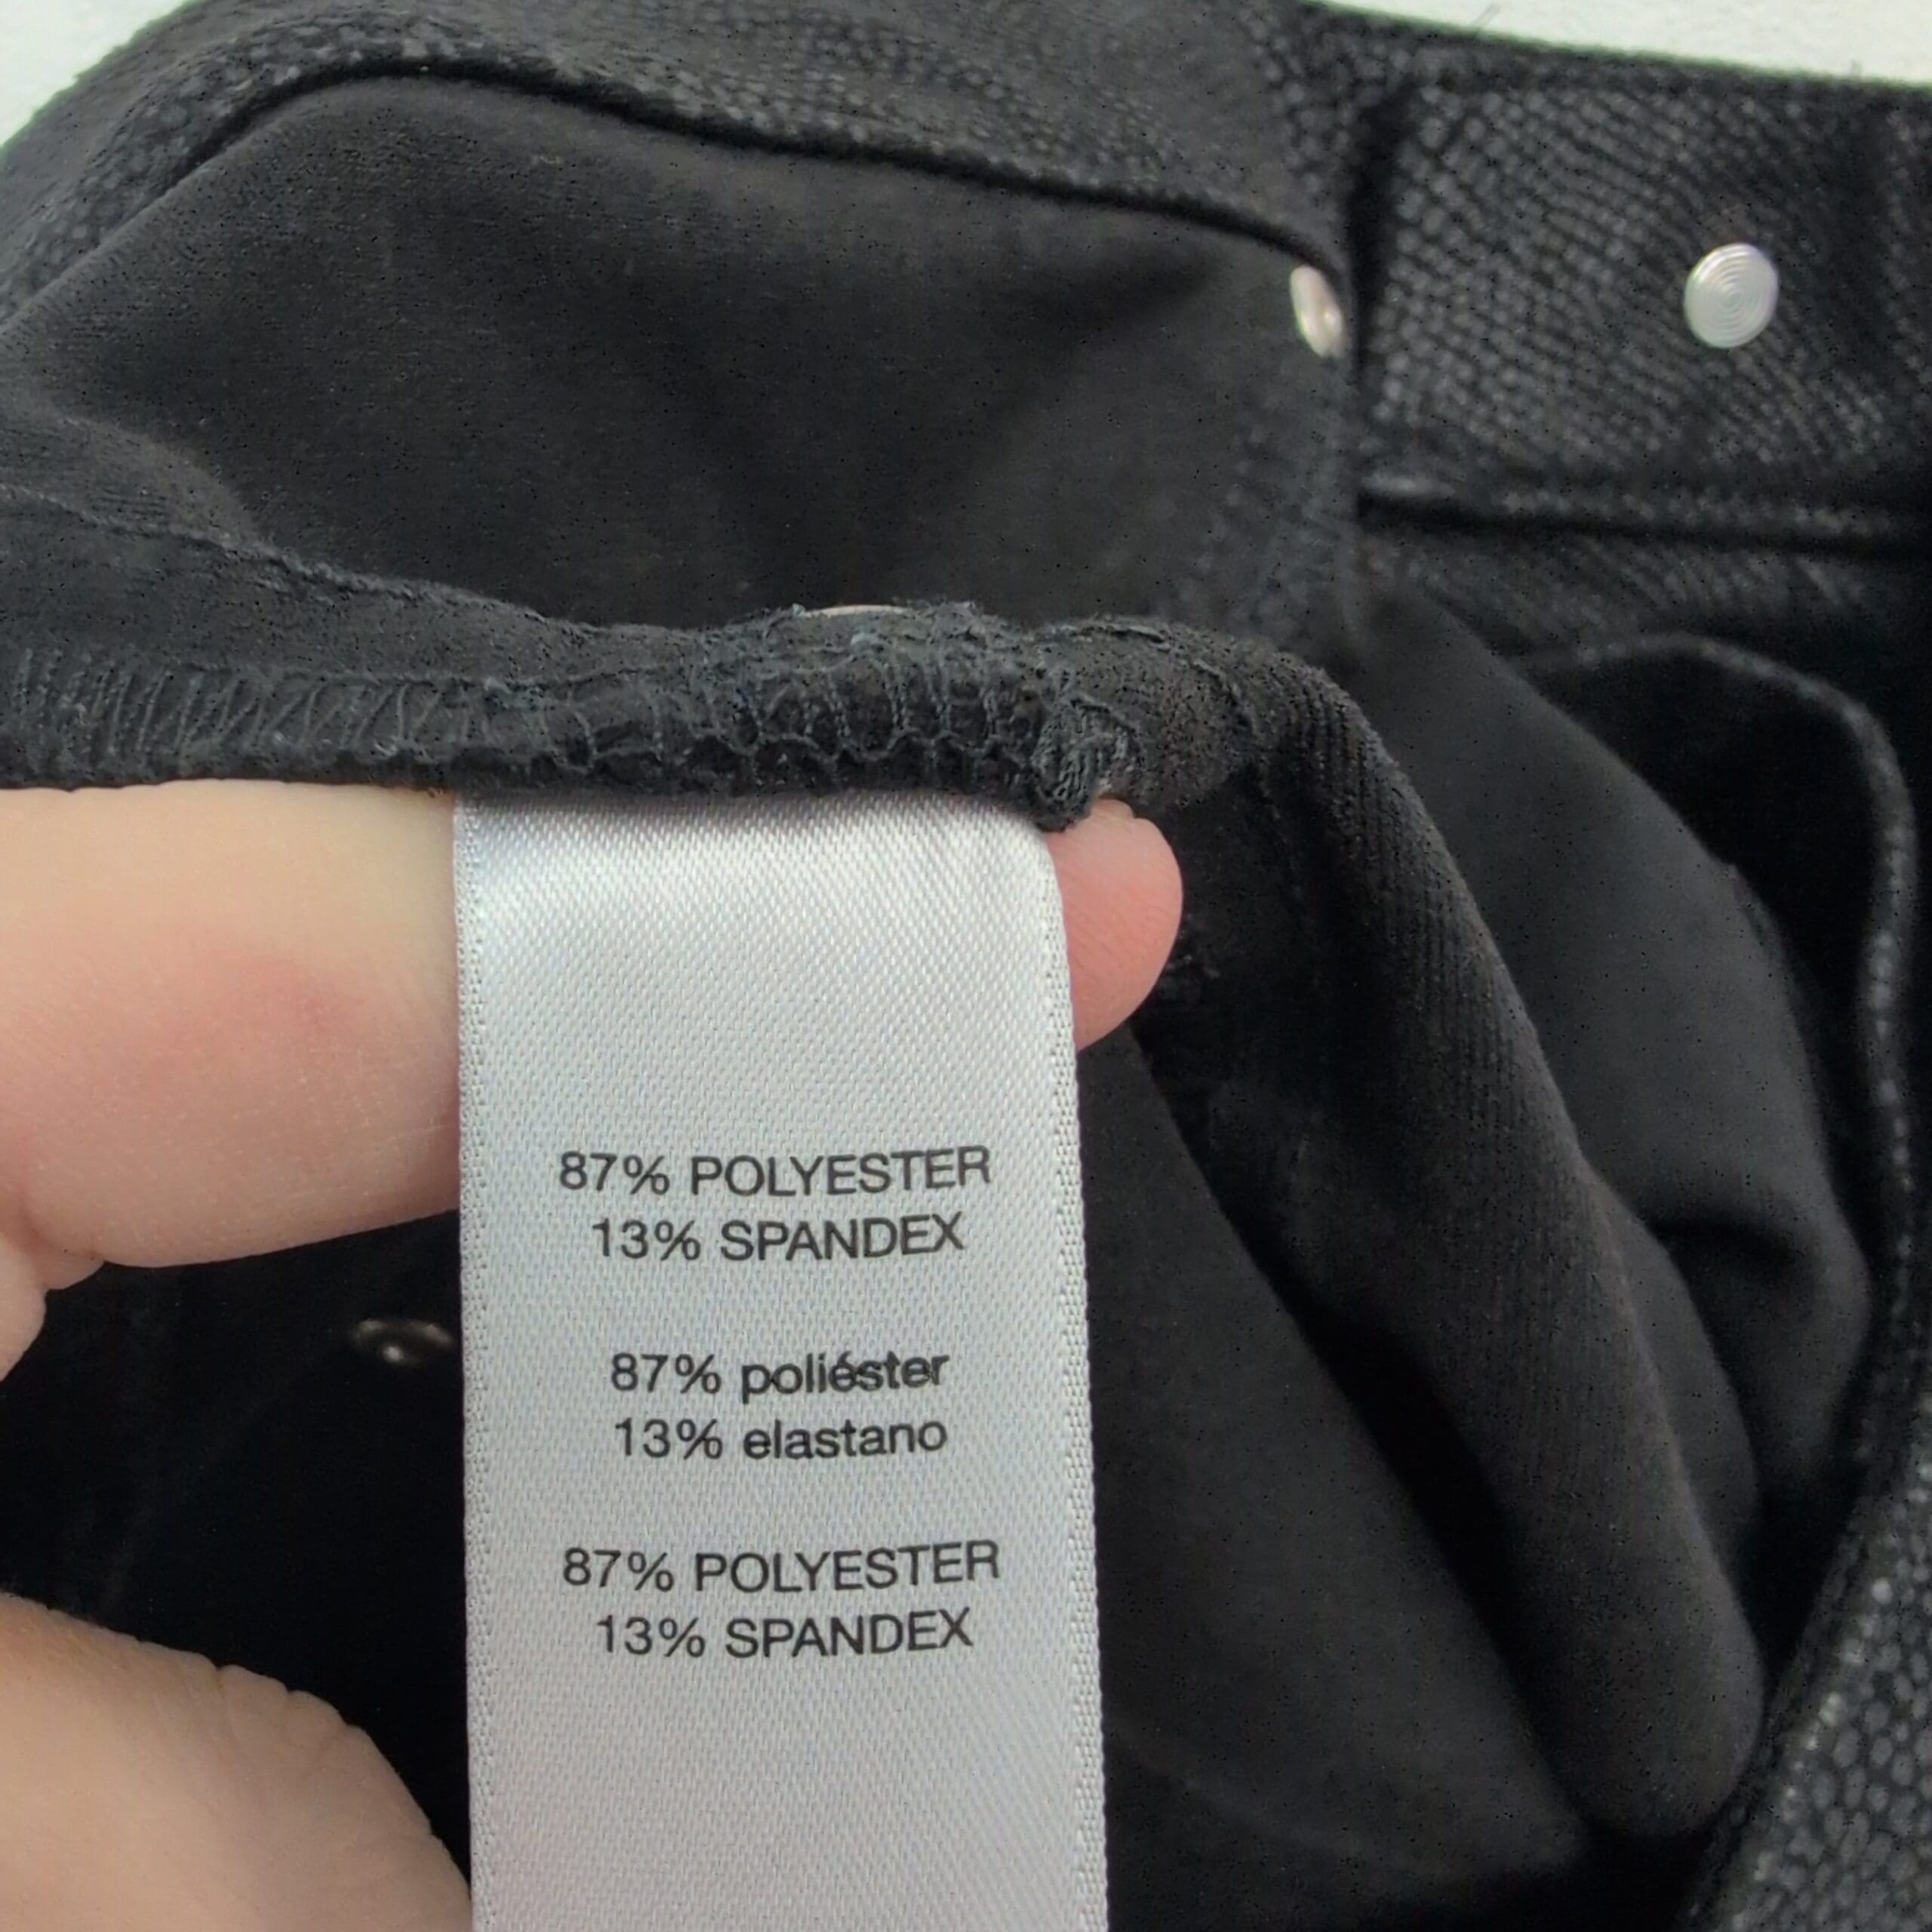 87% POLYESTER
13% SPANDEX
87% poliéster
13% elastano
87% POLYESTER
13% SPANDEX